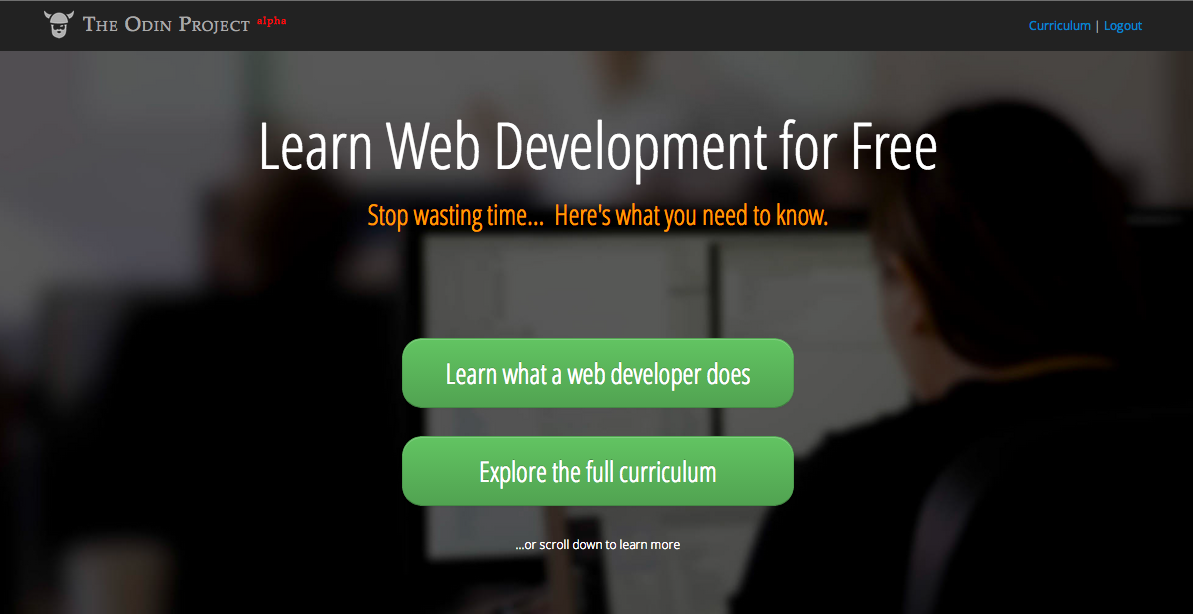 The Odin Project alpha
Curriculum | Logout
Learn Web Development for Free
Stop wasting time... Here's what you need to know.
Learn what a web developer does
Explore the full curriculum
...or scroll down to learn more